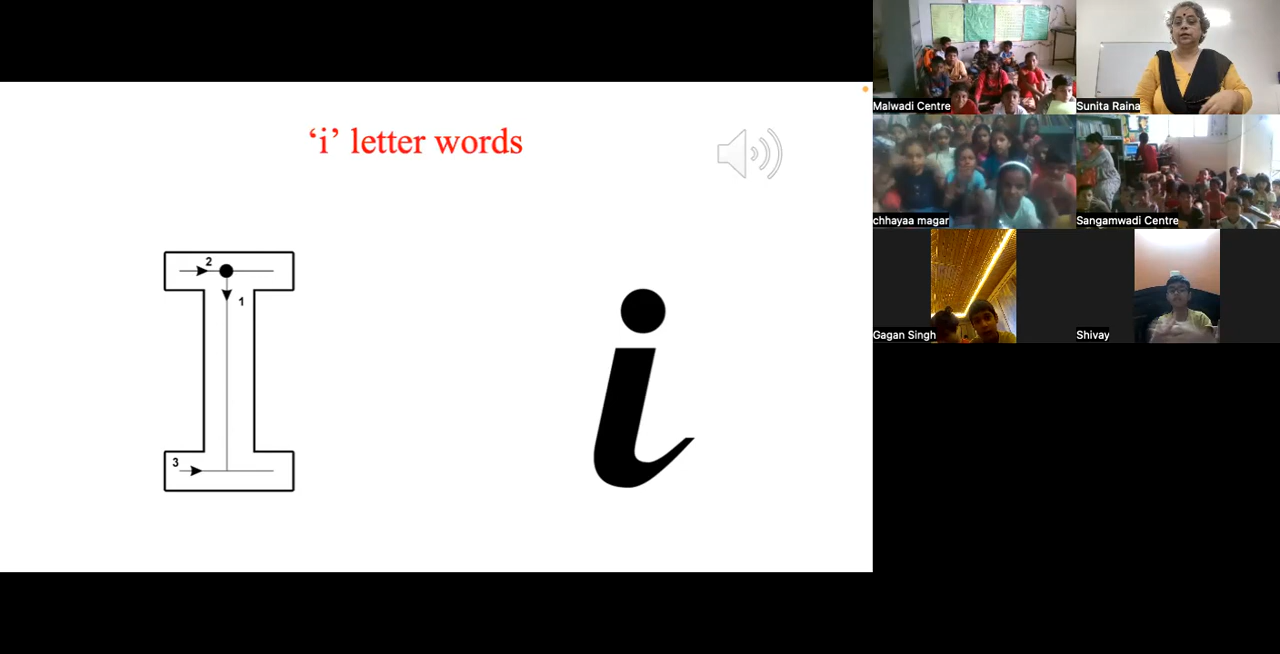 ‘i’ letter words
2
1
3
Malwadi Centre
Sunita Raina
chhayaa magar
Sangamwadi Centre
Gagan Singh
Shivay